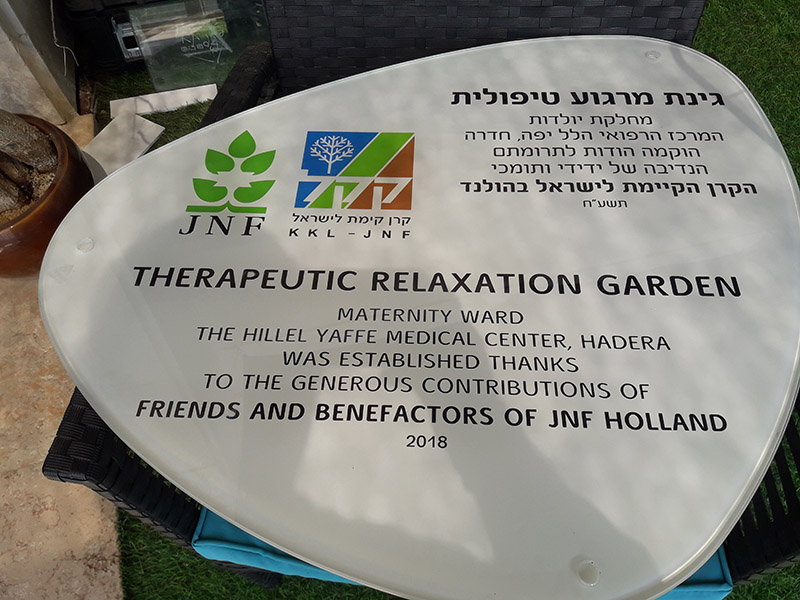 גינת מרגוע טיפולית
מחלקת יולדות
המרכז הרפואי הלל יפה, חדרה
הוקמה הודות לתרומתם
הנדיבה של ידידי ותומכי
הקרן הקיימת לישראל בהולנד
תשע״ח
JNF
קקל
קרן קימת לישראל
KKL-JNF
THERAPEUTIC RELAXATION GARDEN
MATERNITY WARD
THE HILLEL YAFFE MEDICAL CENTER, HADERA
WAS ESTABLISHED THANKS
TO THE GENEROUS CONTRIBUTIONS OF
FRIENDS AND BENEFACTORS OF JNF HOLLAND
2018